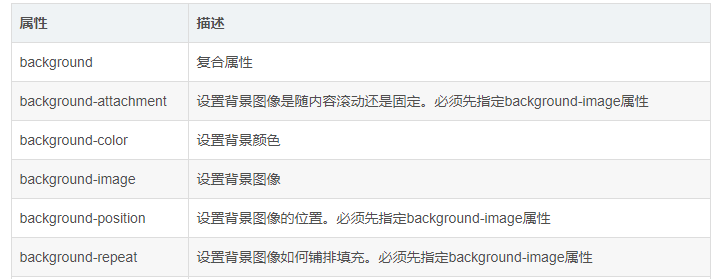 属性 描述
background 复合属性
background-attachment 设置背景图像是随内容滚动还是固定。必须先指定background-image属性
background-color 设置背景颜色
background-image 设置背景图像
background-position 设置背景图像的位置。必须先指定background-image属性
background-repeat 设置背景图像如何铺排填充。必须先指定background-image属性